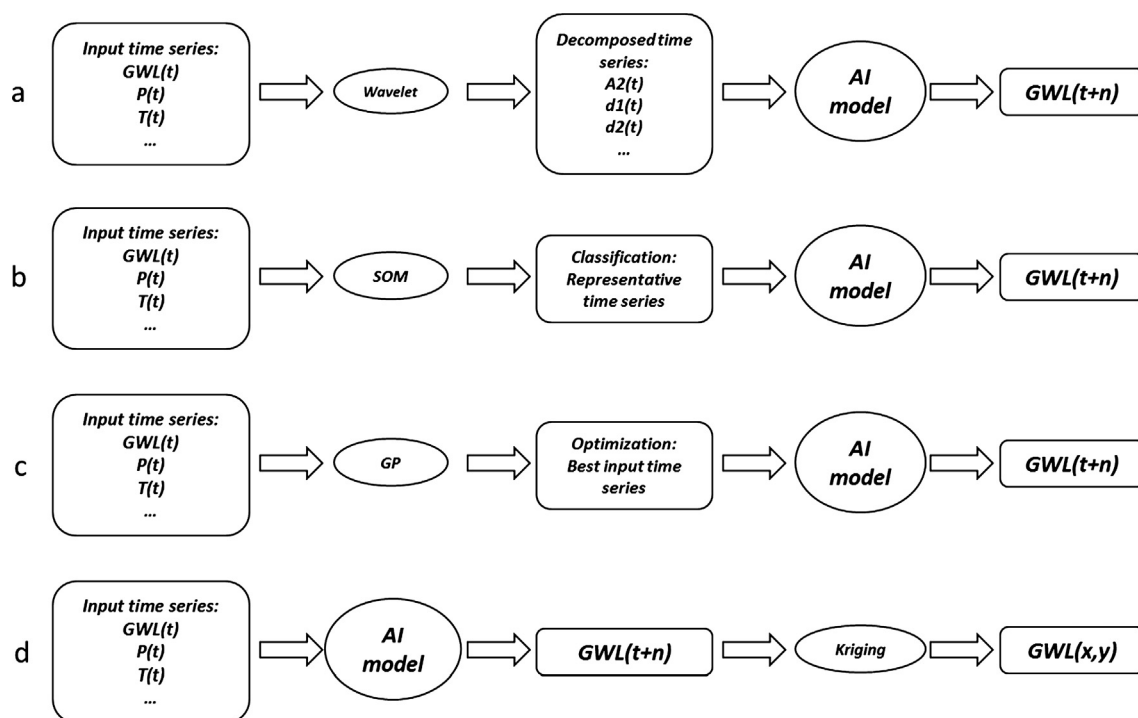 a
Input time series:
GWL(t)
P(t)
T(t)
...
Wavelet
Decomposed time
series:
A2(t)
d1(t)
d2(t)
...
AI
model
GWL(t+n)
b
Input time series:
GWL(t)
P(t)
T(t)
...
SOM
Classification:
Representative
time series
AI
model
GWL(t+n)
c
Input time series:
GWL(t)
P(t)
T(t)
...
GP
Optimization:
Best input time
series
AI
model
GWL(t+n)
d
Input time series:
GWL(t)
P(t)
T(t)
...
AI
model
GWL(t+n)
Kriging
GWL(x,y)